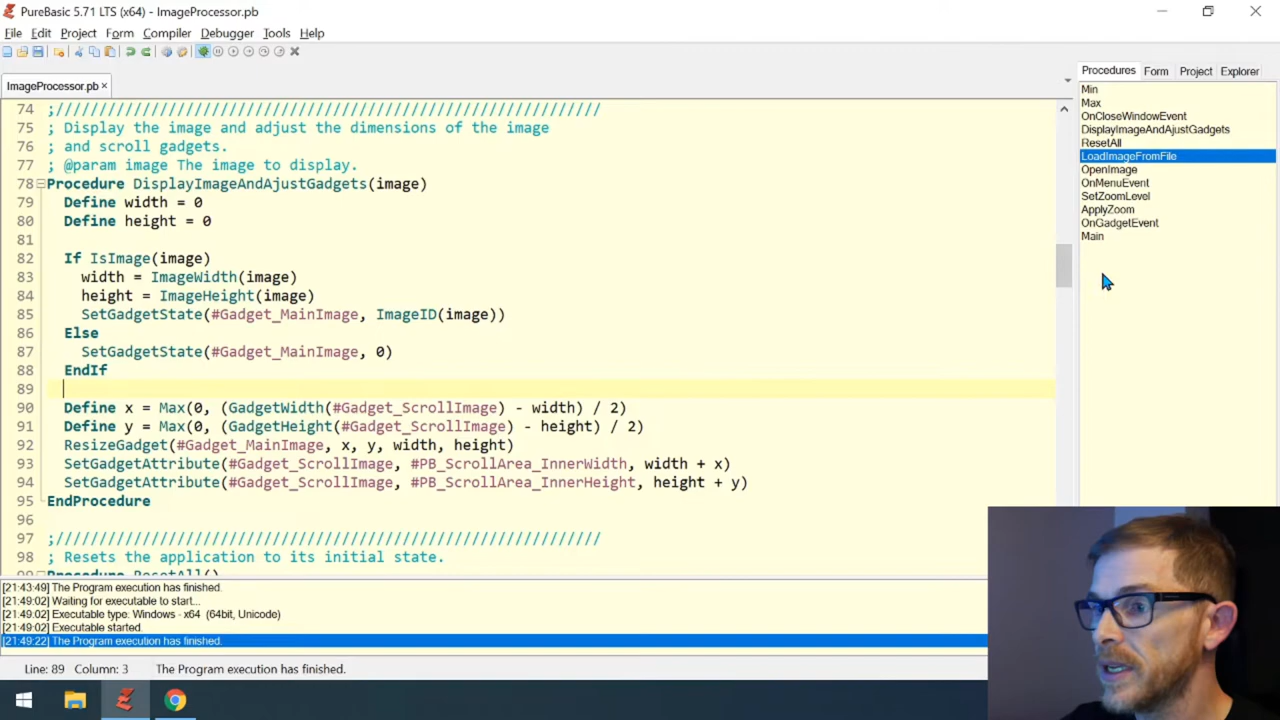 PureBasic 5.71 LTS (x64) - ImageProcessor.pb
File Edit Project Form Compiler Debugger Tools Help
ImageProcessor.pb
Procedures Form Project Explorer
74 ;///////////////////////////////////////////////////////////////
75 ; Display the image and adjust the dimensions of the image
76 ; and scroll gadgets.
77 ; @param image The image to display.
78 Procedure DisplayImageAndAjustGadgets(image)
79 Define width = 0
80 Define height = 0
81
82 If IsImage(image)
83 width = ImageWidth(image)
84 height = ImageHeight(image)
85 SetGadgetState(#Gadget_MainImage, ImageID(image))
86 Else
87 SetGadgetState(#Gadget_MainImage, 0)
88 EndIf
89
90 Define x = Max(0, (GadgetWidth(#Gadget_ScrollImage) - width) / 2)
91 Define y = Max(0, (GadgetHeight(#Gadget_ScrollImage) - height) / 2)
92 ResizeGadget(#Gadget_MainImage, x, y, width, height)
93 SetGadgetAttribute(#Gadget_ScrollImage, #PB_ScrollArea_InnerWidth, width + x)
94 SetGadgetAttribute(#Gadget_ScrollImage, #PB_ScrollArea_InnerHeight, height + y)
95 EndProcedure
96
97 ;///////////////////////////////////////////////////////////////
98 ; Resets the application to its initial state.
99 Procedure ResetAll()
Min
Max
OnCloseWindowEvent
DisplayImageAndAjustGadgets
ResetAll
LoadImageFromFile
OpenImage
OnMenuEvent
SetZoomLevel
ApplyZoom
OnGadgetEvent
Main
[21:43:49] The Program execution has finished.
[21:49:02] Waiting for executable to start...
[21:49:02] Executable type: Windows - x64 (64bit, Unicode)
[21:49:02] Executable started.
[21:49:22] The Program execution has finished.
Line: 89 Column: 3 The Program execution has finished.